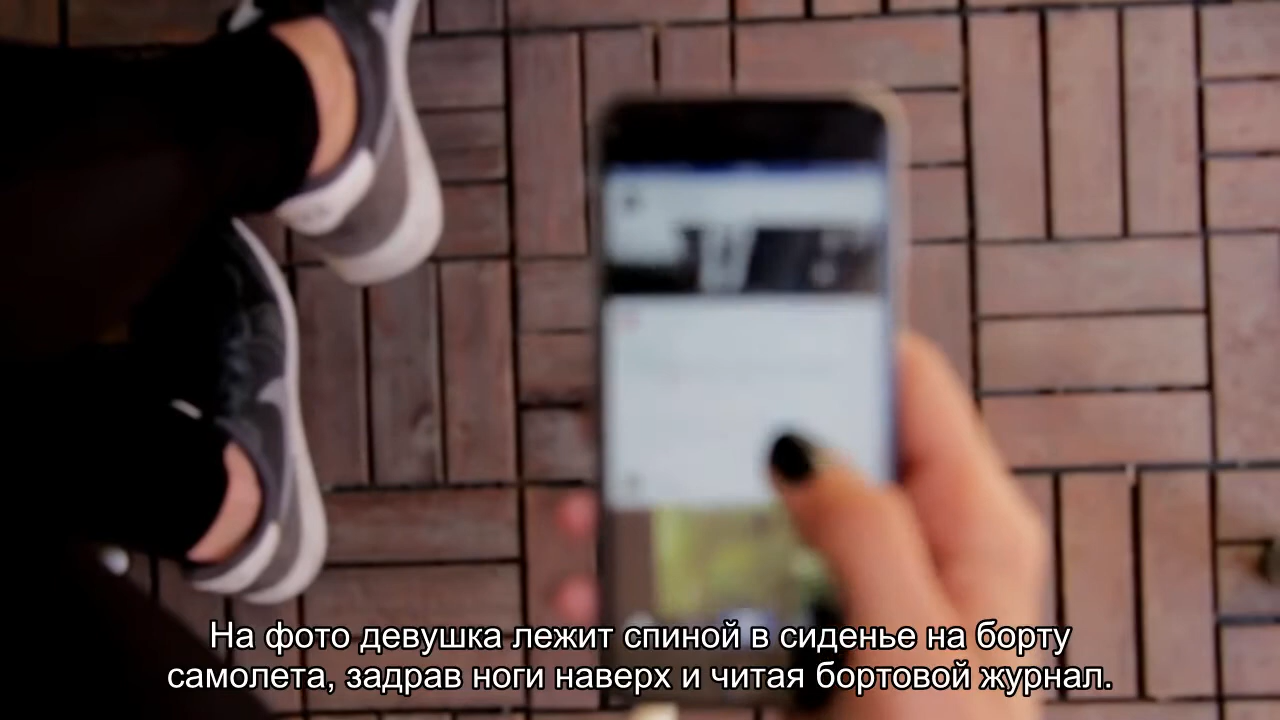 На фото девушка лежит спиной в сиденье на борту
самолета, задрав ноги наверх и читая бортовой журнал.